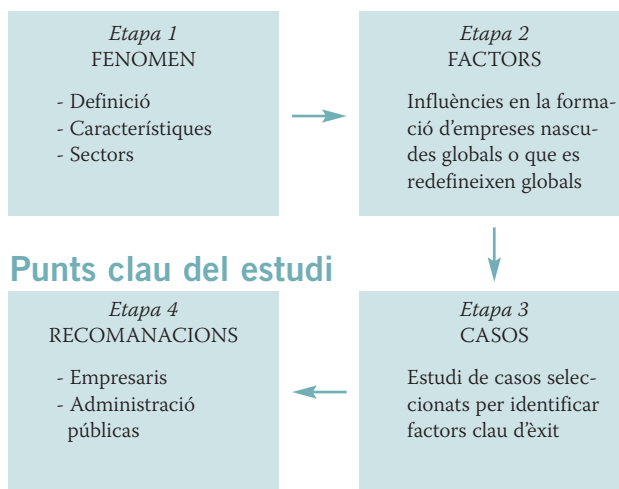 Etapa 1
FENOMEN
- Definició
- Característiques
- Sectors
Etapa 2
FACTORS
Influències en la forma-
ció d'empreses nascu-
des globals o que es
redefineixen globals
Punts clau del estudi
Etapa 3
CASOS
Estudi de casos selec-
cionats per identificar
factors clau d'èxit
Etapa 4
RECOMANACIONS
- Empresaris
- Administració
públicas